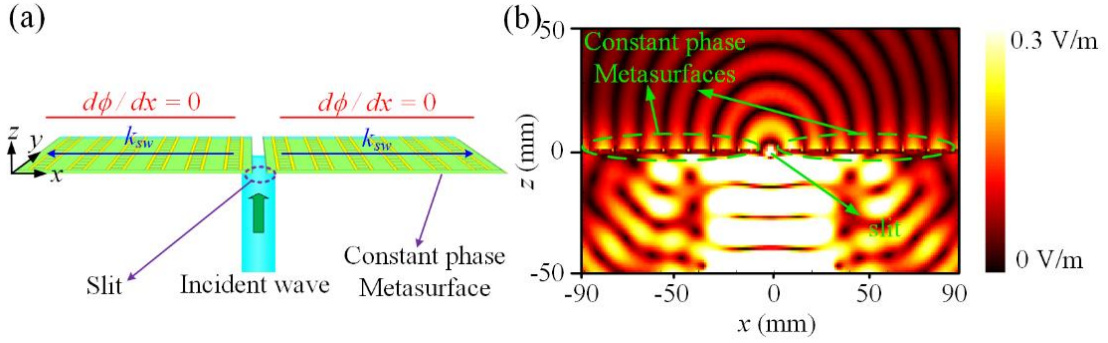 (a)
dϕ/dx = 0
dϕ/dx = 0
z
y
x
k_sw
k_sw
Slit
Incident wave
Constant phase
Metasurface
(b)
50
0
-50
z (mm)
Constant phase
Metasurfaces
slit
-90
-50
0
50
90
x (mm)
0.3 V/m
0 V/m